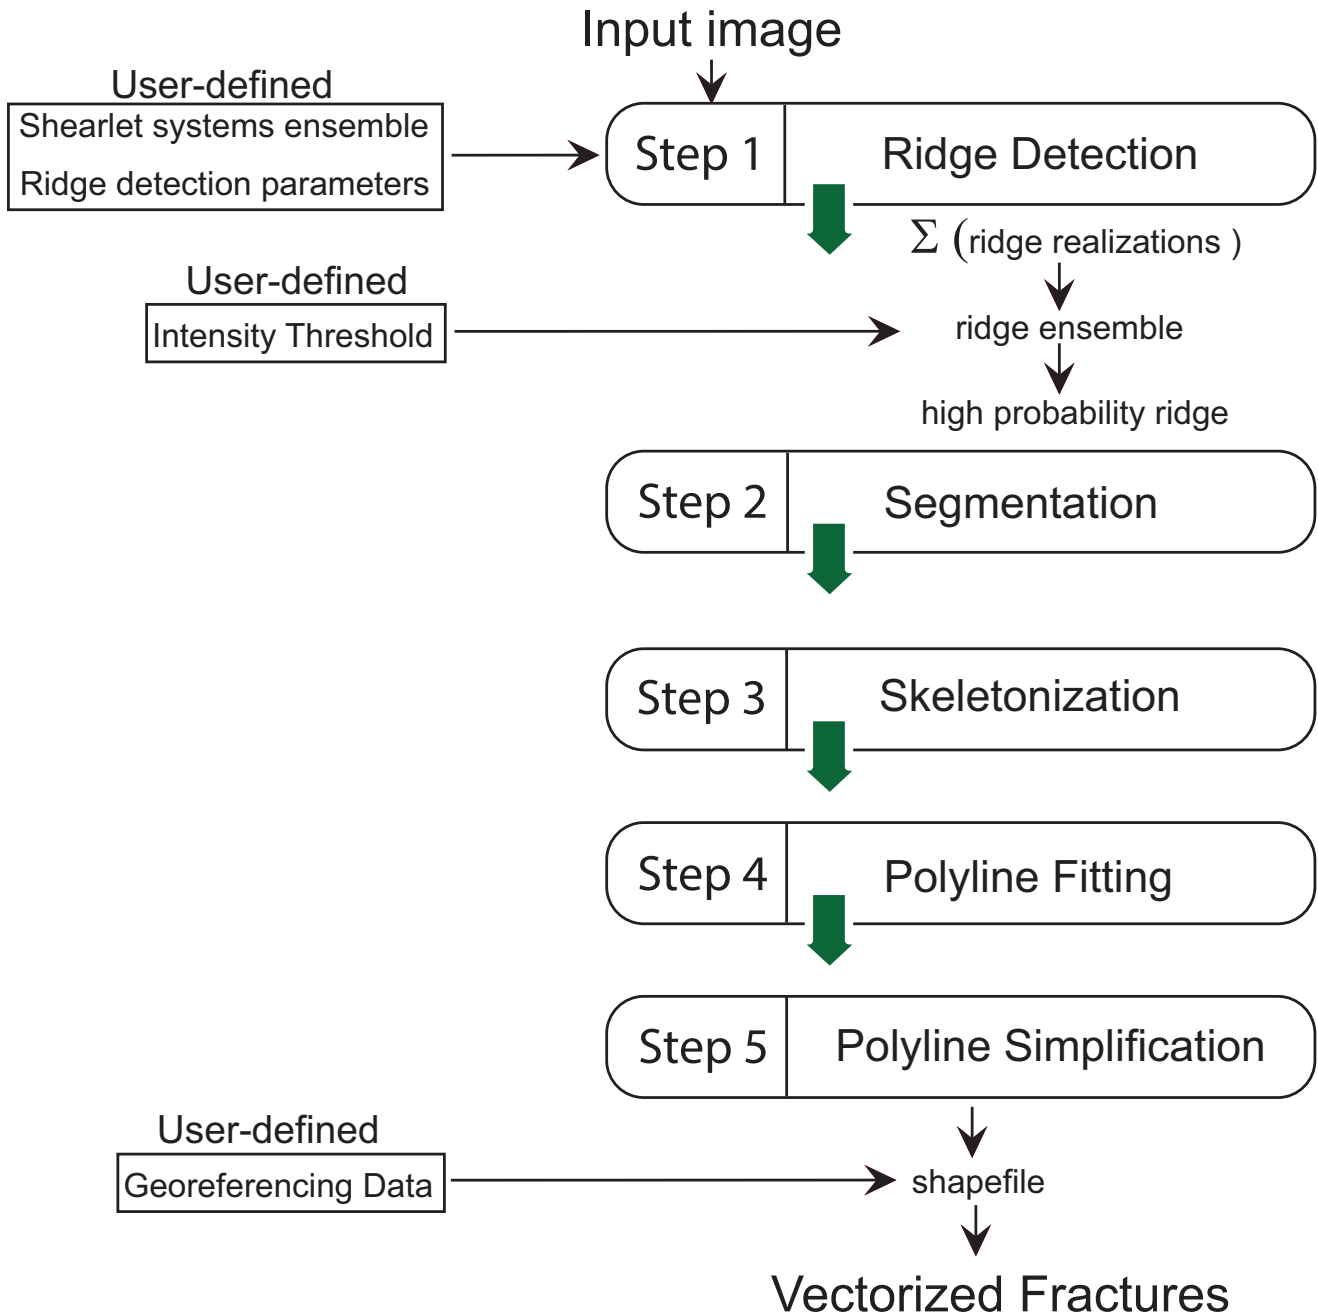 Input image
User-defined
Shearlet systems ensemble
Ridge detection parameters
Step 1 Ridge Detection
Σ (ridge realizations )
User-defined
Intensity Threshold
ridge ensemble
high probability ridge
Step 2 Segmentation
Step 3 Skeletonization
Step 4 Polyline Fitting
Step 5 Polyline Simplification
User-defined
Georeferencing Data
shapefile
Vectorized Fractures